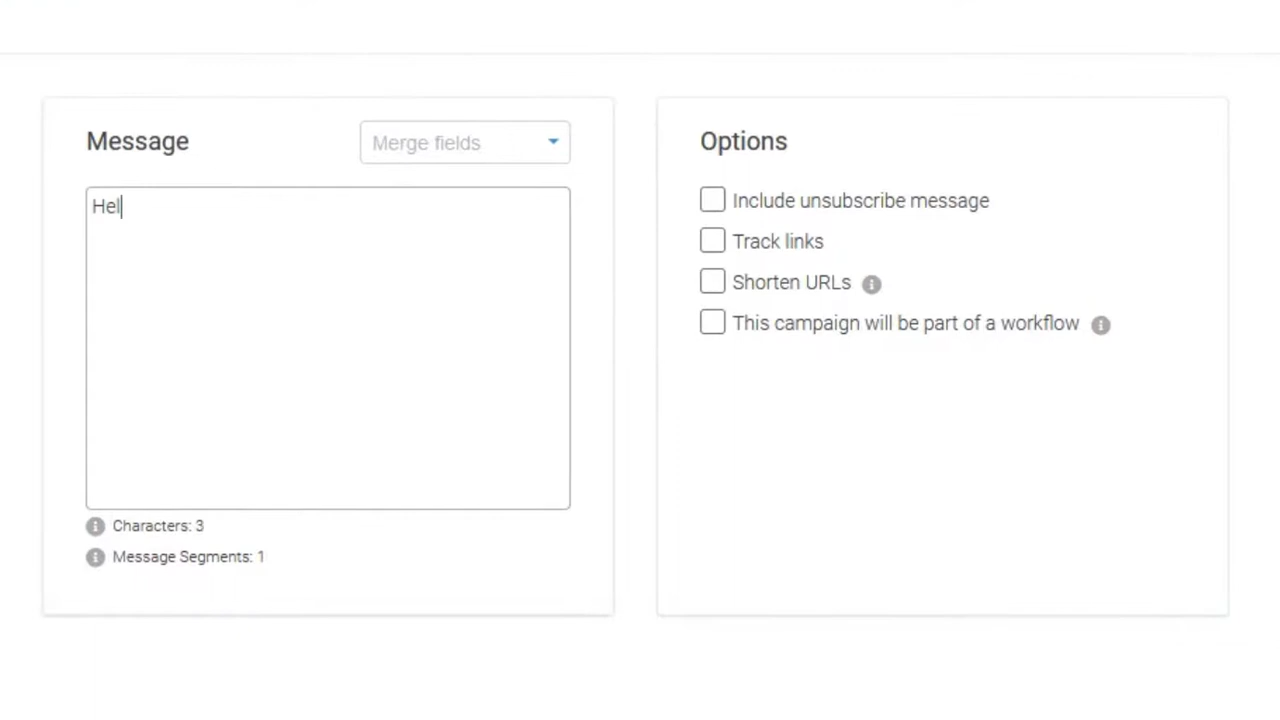 Message
Merge fields
Hel
Characters: 3
Message Segments: 1
Options
Include unsubscribe message
Track links
Shorten URLs
This campaign will be part of a workflow